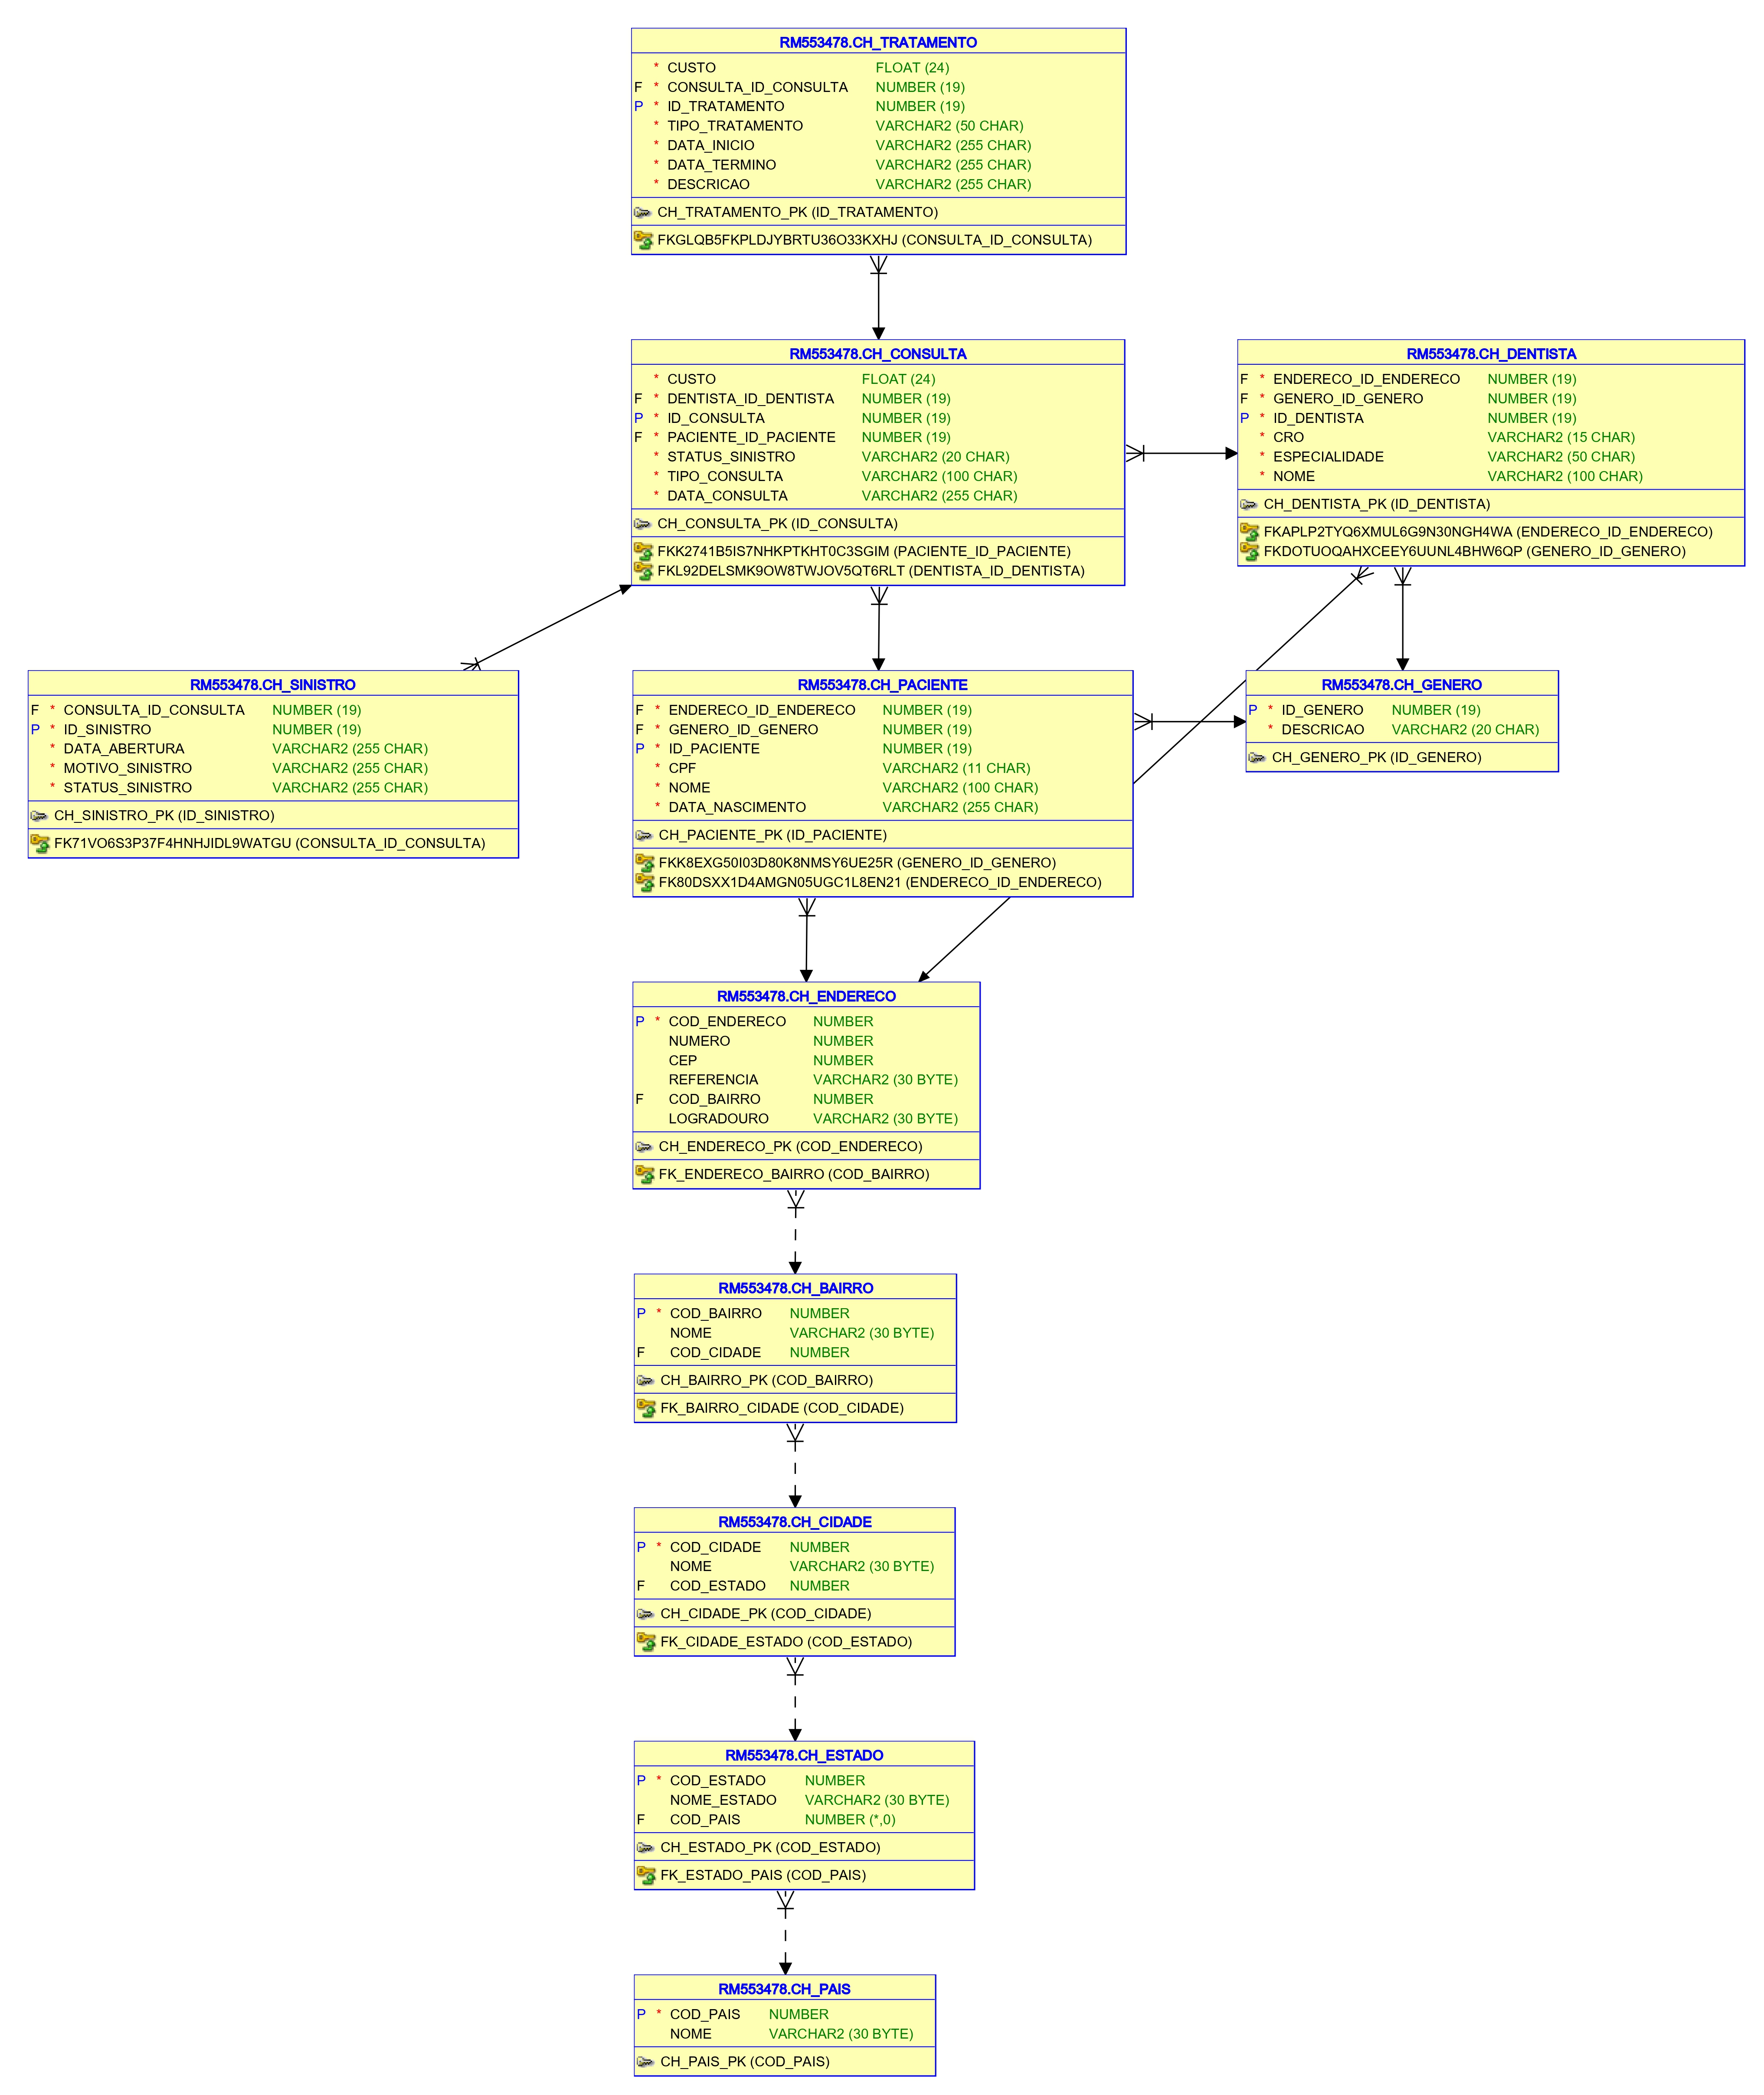 RM553478.CH_TRATAMENTO
* CUSTO FLOAT (24)
F * CONSULTA_ID_CONSULTA NUMBER (19)
P * ID_TRATAMENTO NUMBER (19)
* TIPO_TRATAMENTO VARCHAR2 (50 CHAR)
* DATA_INICIO VARCHAR2 (255 CHAR)
* DATA_TERMINO VARCHAR2 (255 CHAR)
* DESCRICAO VARCHAR2 (255 CHAR)
CH_TRATAMENTO_PK (ID_TRATAMENTO)
FKGLQB5FKPLDJYBRTU36O33KXHJ (CONSULTA_ID_CONSULTA)
RM553478.CH_CONSULTA
* CUSTO FLOAT (24)
F * DENTISTA_ID_DENTISTA NUMBER (19)
P * ID_CONSULTA NUMBER (19)
F * PACIENTE_ID_PACIENTE NUMBER (19)
* STATUS_SINISTRO VARCHAR2 (20 CHAR)
* TIPO_CONSULTA VARCHAR2 (100 CHAR)
* DATA_CONSULTA VARCHAR2 (255 CHAR)
CH_CONSULTA_PK (ID_CONSULTA)
FKK2741B5IS7NHKPTKHT0C3SGIM (PACIENTE_ID_PACIENTE)
FKL92DELSMK9OW8TWJOV5QT6RLT (DENTISTA_ID_DENTISTA)
RM553478.CH_DENTISTA
F * ENDERECO_ID_ENDERECO NUMBER (19)
F * GENERO_ID_GENERO NUMBER (19)
P * ID_DENTISTA NUMBER (19)
* CRO VARCHAR2 (15 CHAR)
* ESPECIALIDADE VARCHAR2 (50 CHAR)
* NOME VARCHAR2 (100 CHAR)
CH_DENTISTA_PK (ID_DENTISTA)
FKAPLP2TYQ6XMUL6G9N30NGH4WA (ENDERECO_ID_ENDERECO)
FKDOTUOQAHXCEEY6UUNL4BHW6QP (GENERO_ID_GENERO)
RM553478.CH_SINISTRO
F * CONSULTA_ID_CONSULTA NUMBER (19)
P * ID_SINISTRO NUMBER (19)
* DATA_ABERTURA VARCHAR2 (255 CHAR)
* MOTIVO_SINISTRO VARCHAR2 (255 CHAR)
* STATUS_SINISTRO VARCHAR2 (255 CHAR)
CH_SINISTRO_PK (ID_SINISTRO)
FK71VO6S3P37F4HNHJIDL9WATGU (CONSULTA_ID_CONSULTA)
RM553478.CH_PACIENTE
F * ENDERECO_ID_ENDERECO NUMBER (19)
F * GENERO_ID_GENERO NUMBER (19)
P * ID_PACIENTE NUMBER (19)
* CPF VARCHAR2 (11 CHAR)
* NOME VARCHAR2 (100 CHAR)
* DATA_NASCIMENTO VARCHAR2 (255 CHAR)
CH_PACIENTE_PK (ID_PACIENTE)
FKK8EXG50I03D80K8NMSY6UE25R (GENERO_ID_GENERO)
FK80DSXX1D4AMGN05UGC1L8EN21 (ENDERECO_ID_ENDERECO)
RM553478.CH_GENERO
P * ID_GENERO NUMBER (19)
* DESCRICAO VARCHAR2 (20 CHAR)
CH_GENERO_PK (ID_GENERO)
RM553478.CH_ENDERECO
P * COD_ENDERECO NUMBER
NUMERO NUMBER
CEP NUMBER
REFERENCIA VARCHAR2 (30 BYTE)
F COD_BAIRRO NUMBER
LOGRADOURO VARCHAR2 (30 BYTE)
CH_ENDERECO_PK (COD_ENDERECO)
FK_ENDERECO_BAIRRO (COD_BAIRRO)
RM553478.CH_BAIRRO
P * COD_BAIRRO NUMBER
NOME VARCHAR2 (30 BYTE)
F COD_CIDADE NUMBER
CH_BAIRRO_PK (COD_BAIRRO)
FK_BAIRRO_CIDADE (COD_CIDADE)
RM553478.CH_CIDADE
P * COD_CIDADE NUMBER
NOME VARCHAR2 (30 BYTE)
F COD_ESTADO NUMBER
CH_CIDADE_PK (COD_CIDADE)
FK_CIDADE_ESTADO (COD_ESTADO)
RM553478.CH_ESTADO
P * COD_ESTADO NUMBER
NOME_ESTADO VARCHAR2 (30 BYTE)
F COD_PAIS NUMBER (*,0)
CH_ESTADO_PK (COD_ESTADO)
FK_ESTADO_PAIS (COD_PAIS)
RM553478.CH_PAIS
P * COD_PAIS NUMBER
NOME VARCHAR2 (30 BYTE)
CH_PAIS_PK (COD_PAIS)